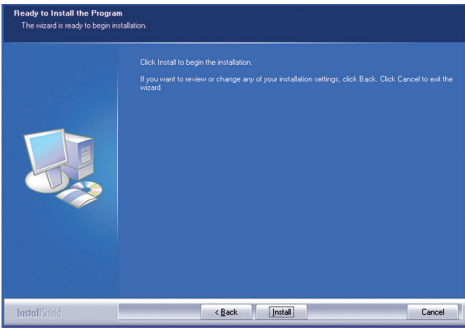 Ready to Install the Program
The wizard is ready to begin installation.
Click Install to begin the installation.
If you want to review or change any of your installation settings, click Back. Click Cancel to exit the
wizard.
InstallShield
< Back
Install
Cancel